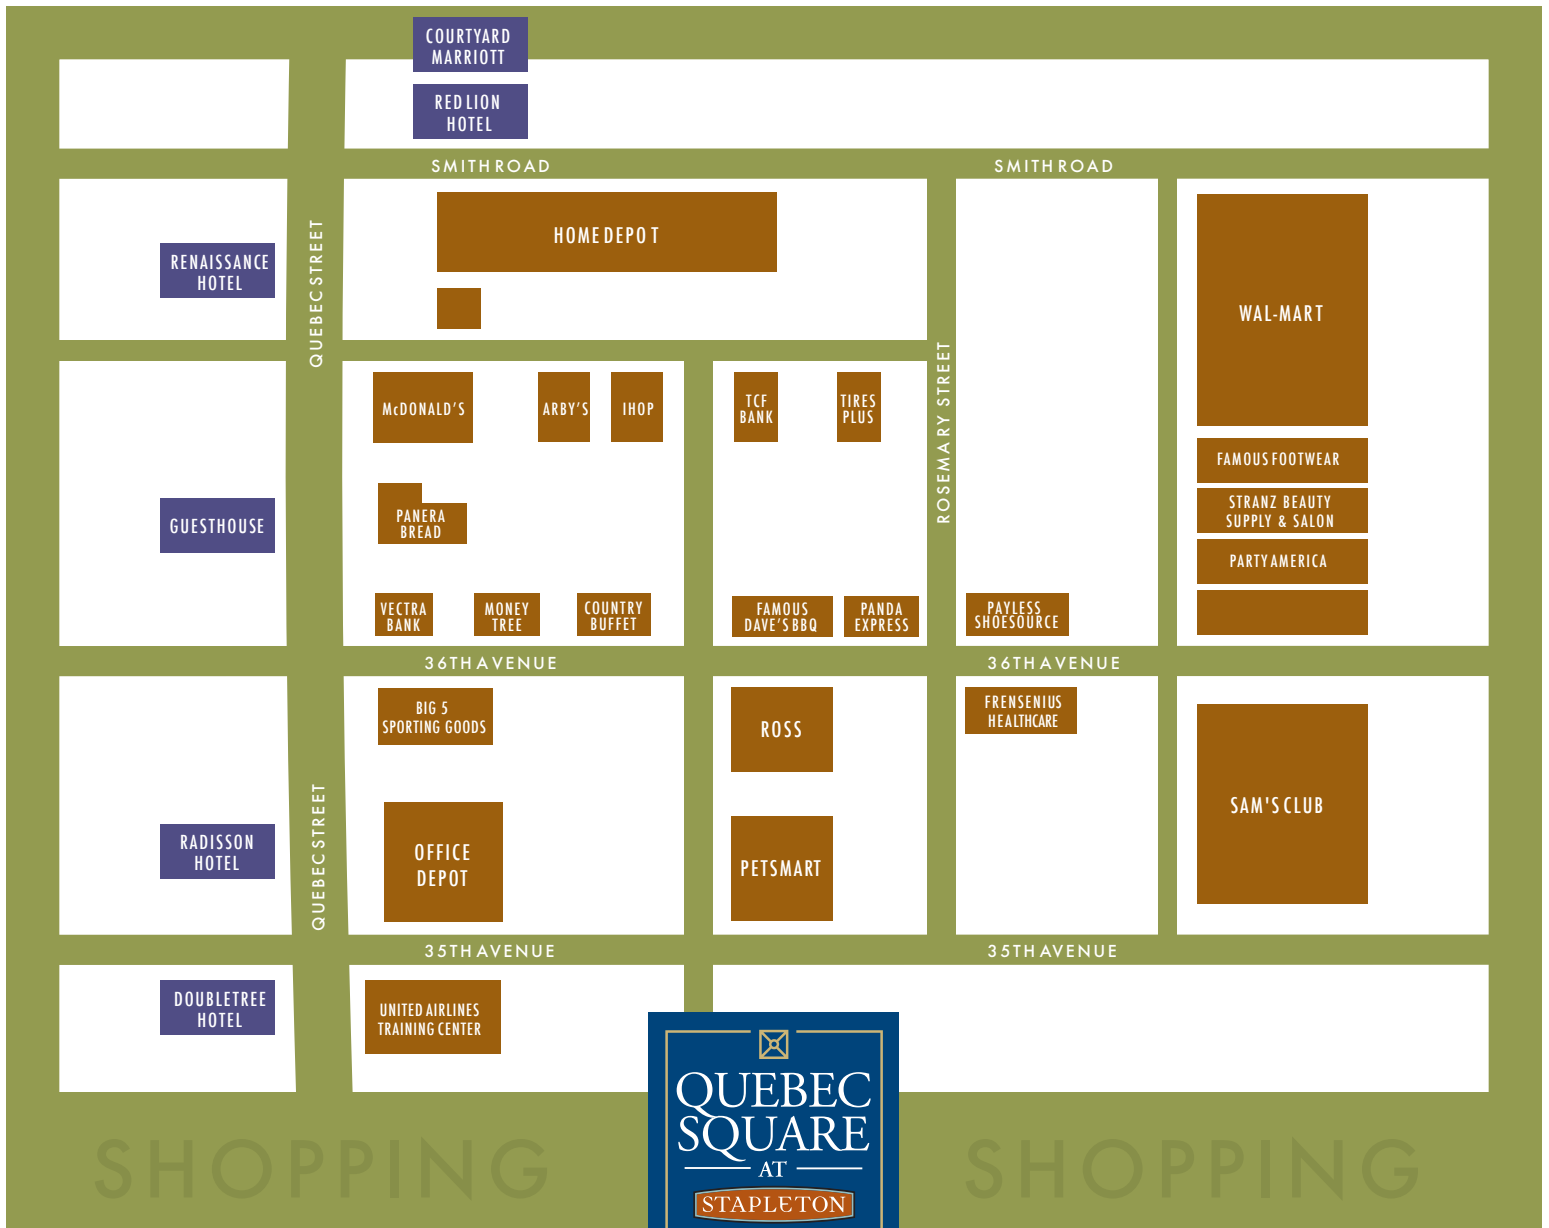 COURTYARD
MARRIOTT
RED LION
HOTEL
SMITH ROAD
SMITH ROAD
HOME DEPOT
QUEBEC STREET
RENAISSANCE
HOTEL
WAL-MART
McDONALD'S
ARBY'S
IHOP
TCF
BANK
TIRES
PLUS
ROSEMARY STREET
FAMOUS FOOTWEAR
STRANZ BEAUTY
SUPPLY & SALON
PARTY AMERICA
GUESTHOUSE
PANERA
BREAD
VECTRA
BANK
MONEY
TREE
COUNTRY
BUFFET
FAMOUS
DAVE'S BBQ
PANDA
EXPRESS
PAYLESS
SHOESOURCE
36TH AVENUE
36TH AVENUE
BIG 5
SPORTING GOODS
ROSS
FRENSENIUS
HEALTHCARE
QUEBEC STREET
RADISSON
HOTEL
OFFICE
DEPOT
PETSMART
SAM'S CLUB
35TH AVENUE
35TH AVENUE
DOUBLETREE
HOTEL
UNITED AIRLINES
TRAINING CENTER
QUEBEC
SQUARE
AT
STAPLETON
SHOPPING
SHOPPING